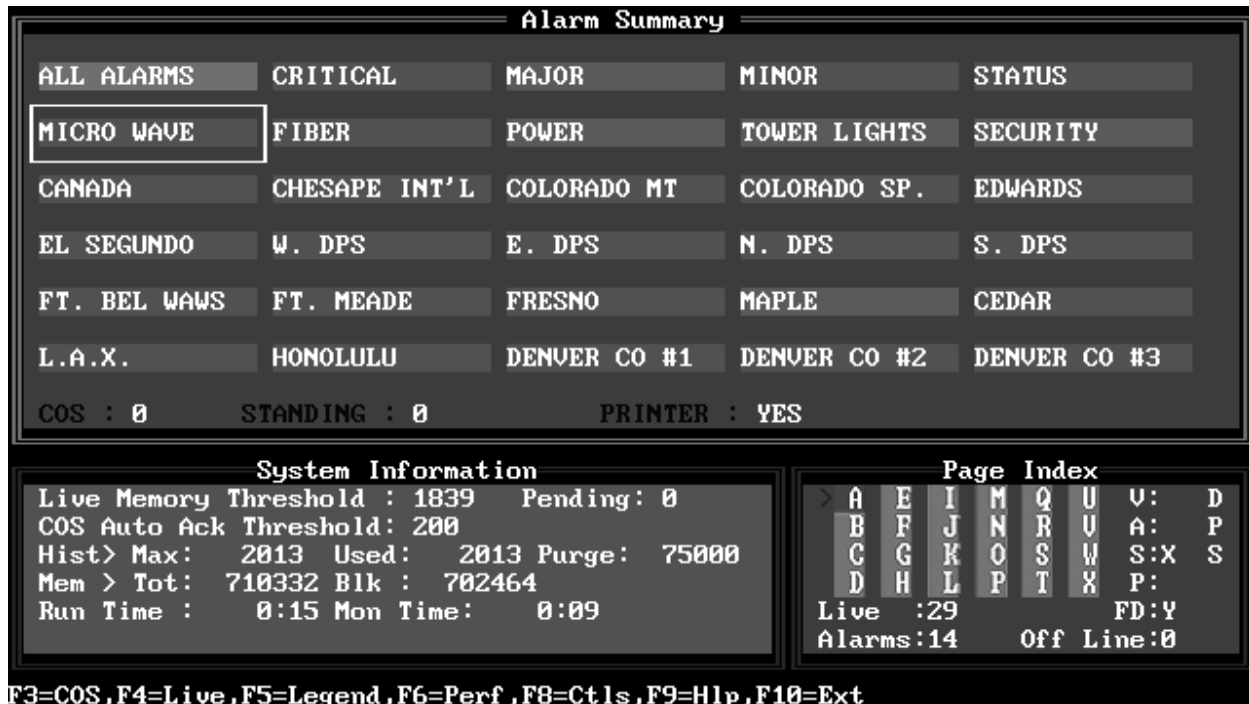 Alarm Summary
ALL ALARMS CRITICAL MAJOR MINOR STATUS
MICRO WAVE FIBER POWER TOWER LIGHTS SECURITY
CANADA CHESAPE INT'L COLORADO MT COLORADO SP. EDWARDS
EL SEGUNDO W. DPS E. DPS N. DPS S. DPS
FT. BEL WAWS FT. MEADE FRESNO MAPLE CEDAR
L.A.X. HONOLULU DENVER CO #1 DENVER CO #2 DENVER CO #3
COS : 0 STANDING : 0 PRINTER : YES
System Information
Live Memory Threshold : 1839 Pending: 0
COS Auto Ack Threshold: 200
Hist> Max: 2013 Used: 2013 Purge: 75000
Mem > Tot: 710332 Blk : 702464
Run Time : 0:15 Mon Time: 0:09
Page Index
> A E I M Q U V: D
B F J N R V A: P
C G K O S W S:X S
D H L P T X P:
Live :29 FD:Y
Alarms:14 Off Line:0
F3=COS,F4=Live,F5=Legend,F6=Perf,F8=Ctls,F9=Hlp,F10=Ext